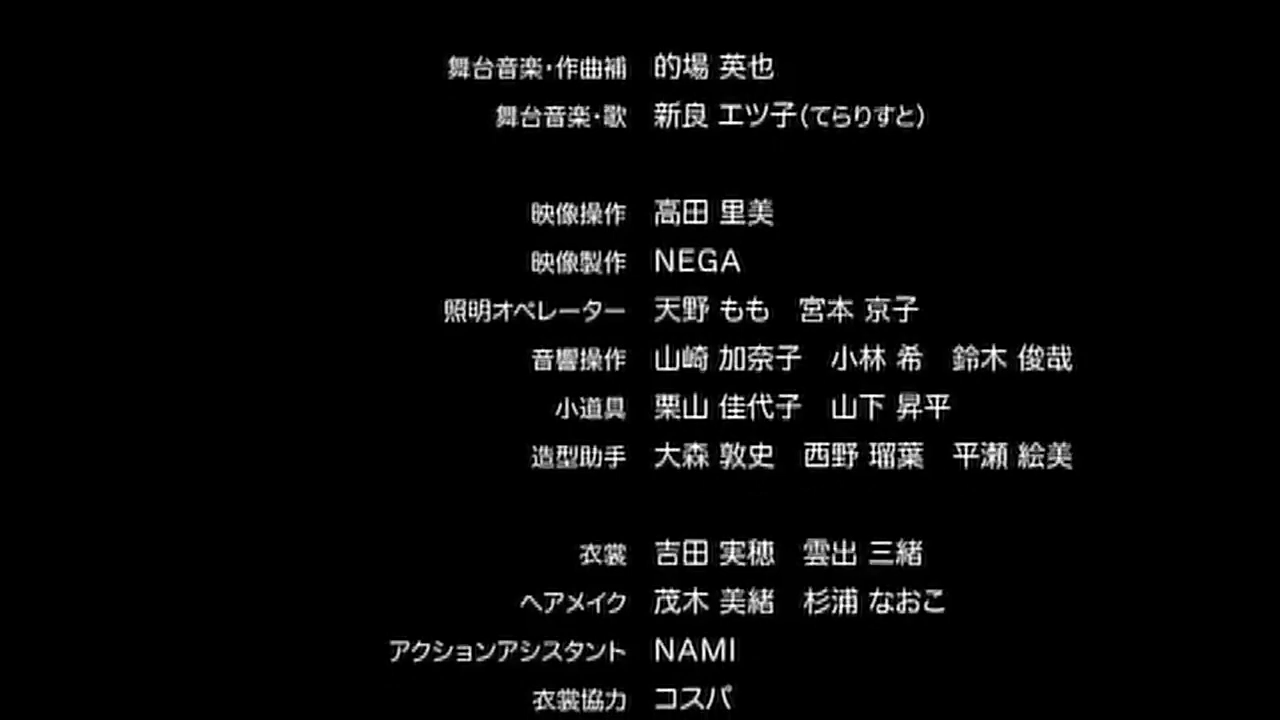 舞台音楽・作曲補 的場 英也
舞台音楽・歌 新良 エツ子(てらりすと)
映像操作 高田 里美
映像製作 NEGA
照明オペレーター 天野 もも 宮本 京子
音響操作 山崎 加奈子 小林 希 鈴木 俊哉
小道具 栗山 佳代子 山下 昇平
造型助手 大森 敦史 西野 瑠葉 平瀬 絵美
衣裳 吉田 実穂 雲出 三緒
ヘアメイク 茂木 美緒 杉浦 なおこ
アクションアシスタント NAMI
衣裳協力 コスパ